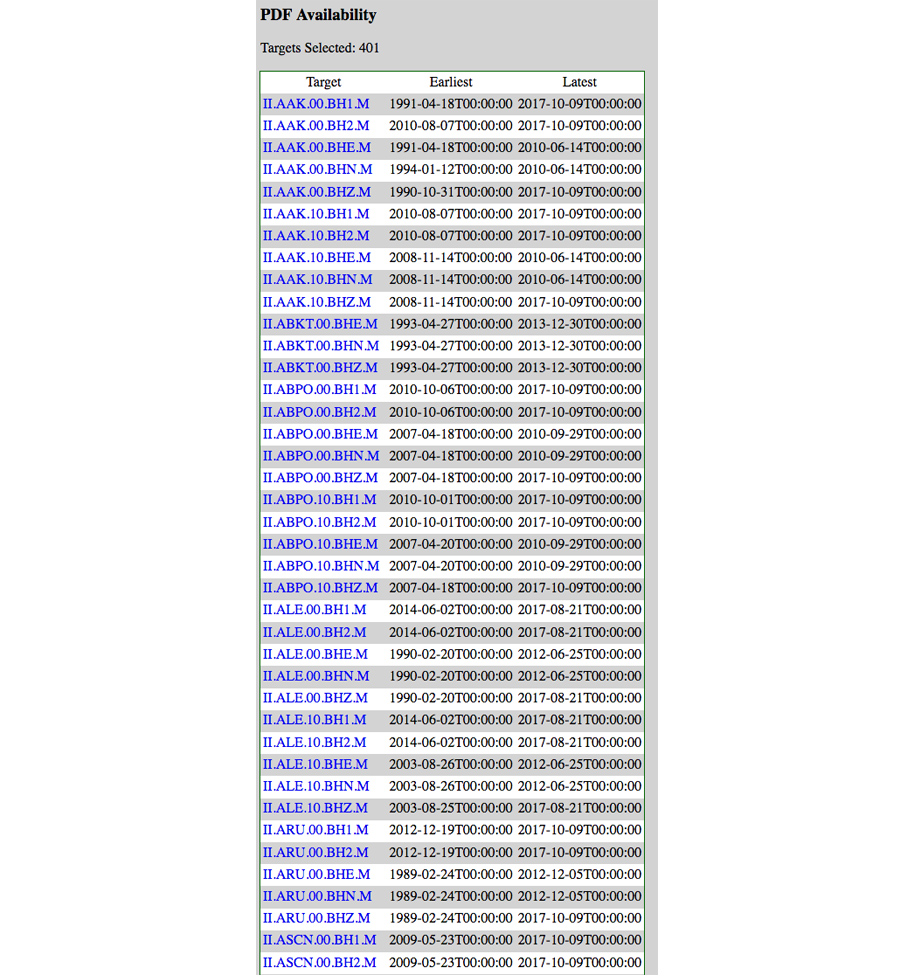 PDF Availability
Targets Selected: 401
Target Earliest Latest
II.AAK.00.BH1.M 1991-04-18T00:00:00 2017-10-09T00:00:00
II.AAK.00.BH2.M 2010-08-07T00:00:00 2017-10-09T00:00:00
II.AAK.00.BHE.M 1991-04-18T00:00:00 2010-06-14T00:00:00
II.AAK.00.BHN.M 1994-01-12T00:00:00 2010-06-14T00:00:00
II.AAK.00.BHZ.M 1990-10-31T00:00:00 2017-10-09T00:00:00
II.AAK.10.BH1.M 2010-08-07T00:00:00 2017-10-09T00:00:00
II.AAK.10.BH2.M 2010-08-07T00:00:00 2017-10-09T00:00:00
II.AAK.10.BHE.M 2008-11-14T00:00:00 2010-06-14T00:00:00
II.AAK.10.BHN.M 2008-11-14T00:00:00 2010-06-14T00:00:00
II.AAK.10.BHZ.M 2008-11-14T00:00:00 2017-10-09T00:00:00
II.ABKT.00.BHE.M 1993-04-27T00:00:00 2013-12-30T00:00:00
II.ABKT.00.BHN.M 1993-04-27T00:00:00 2013-12-30T00:00:00
II.ABKT.00.BHZ.M 1993-04-27T00:00:00 2013-12-30T00:00:00
II.ABPO.00.BH1.M 2010-10-06T00:00:00 2017-10-09T00:00:00
II.ABPO.00.BH2.M 2010-10-06T00:00:00 2017-10-09T00:00:00
II.ABPO.00.BHE.M 2007-04-18T00:00:00 2010-09-29T00:00:00
II.ABPO.00.BHN.M 2007-04-18T00:00:00 2010-09-29T00:00:00
II.ABPO.00.BHZ.M 2007-04-18T00:00:00 2017-10-09T00:00:00
II.ABPO.10.BH1.M 2010-10-01T00:00:00 2017-10-09T00:00:00
II.ABPO.10.BH2.M 2010-10-01T00:00:00 2017-10-09T00:00:00
II.ABPO.10.BHE.M 2007-04-20T00:00:00 2010-09-29T00:00:00
II.ABPO.10.BHN.M 2007-04-20T00:00:00 2010-09-29T00:00:00
II.ABPO.10.BHZ.M 2007-04-18T00:00:00 2017-10-09T00:00:00
II.ALE.00.BH1.M 2014-06-02T00:00:00 2017-08-21T00:00:00
II.ALE.00.BH2.M 2014-06-02T00:00:00 2017-08-21T00:00:00
II.ALE.00.BHE.M 1990-02-20T00:00:00 2012-06-25T00:00:00
II.ALE.00.BHN.M 1990-02-20T00:00:00 2012-06-25T00:00:00
II.ALE.00.BHZ.M 1990-02-20T00:00:00 2017-08-21T00:00:00
II.ALE.10.BH1.M 2014-06-02T00:00:00 2017-08-21T00:00:00
II.ALE.10.BH2.M 2014-06-02T00:00:00 2017-08-21T00:00:00
II.ALE.10.BHE.M 2003-08-26T00:00:00 2012-06-25T00:00:00
II.ALE.10.BHN.M 2003-08-26T00:00:00 2012-06-25T00:00:00
II.ALE.10.BHZ.M 2003-08-25T00:00:00 2017-08-21T00:00:00
II.ARU.00.BH1.M 2012-12-19T00:00:00 2017-10-09T00:00:00
II.ARU.00.BH2.M 2012-12-19T00:00:00 2017-10-09T00:00:00
II.ARU.00.BHE.M 1989-02-24T00:00:00 2012-12-05T00:00:00
II.ARU.00.BHN.M 1989-02-24T00:00:00 2012-12-05T00:00:00
II.ARU.00.BHZ.M 1989-02-24T00:00:00 2017-10-09T00:00:00
II.ASCN.00.BH1.M 2009-05-23T00:00:00 2017-10-09T00:00:00
II.ASCN.00.BH2.M 2009-05-23T00:00:00 2017-10-09T00:00:00